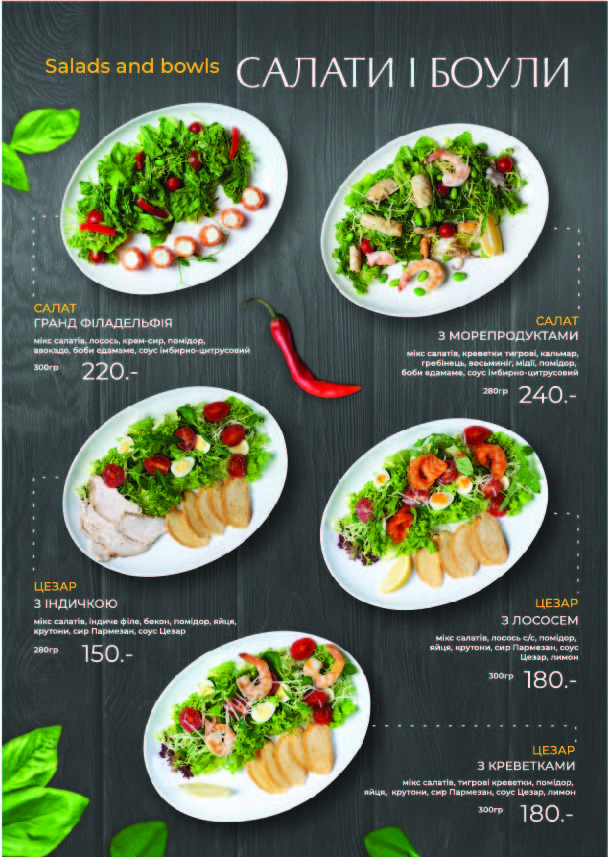 Salads and bowls САЛАТИ І БОУЛИ
САЛАТ
ГРАНД ФІЛАДЕЛЬФІЯ
мікс салатів, лосось, крем-сир, помідор,
авокадо, боби едамаме, соус імбирно-цитрусовий
300гр 220.-
САЛАТ
З МОРЕПРОДУКТАМИ
мікс салатів, креветки тигрові, кальмар,
гребінець, восьминіг, мідії, помідор,
боби едамаме, соус імбирно-цитрусовий
280гр 240.-
ЦЕЗАР
З ІНДИЧКОЮ
мікс салатів, індиче філе, бекон, помідор, яйця,
крутони, сир Пармезан, соус Цезар
280гр 150.-
ЦЕЗАР
З ЛОСОСЕМ
мікс салатів, лосось с/с, помідор,
яйця, крутони, сир Пармезан, соус
Цезар, лимон
300гр 180.-
ЦЕЗАР
З КРЕВЕТКАМИ
мікс салатів, тигрові креветки, помідор,
яйця, крутони, сир Пармезан, соус Цезар, лимон
300гр 180.-